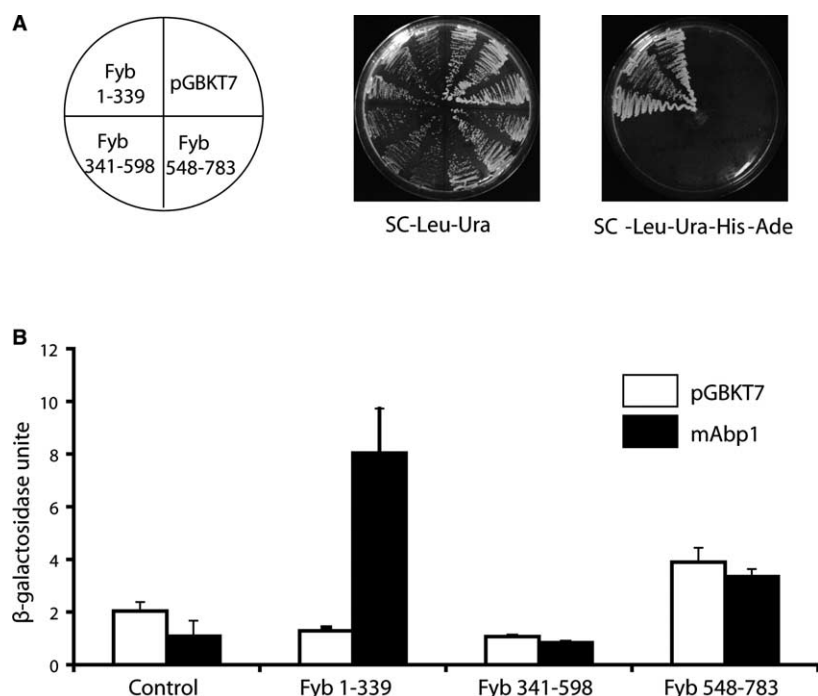 A
Fyb
1-339
pGBKT7
Fyb
341-598
Fyb
548-783
SC-Leu-Ura
SC -Leu-Ura-His-Ade
B
β-galactosidase unite
12
10
8
6
4
2
0
pGBKT7
mAbp1
Control
Fyb 1-339
Fyb 341-598
Fyb 548-783